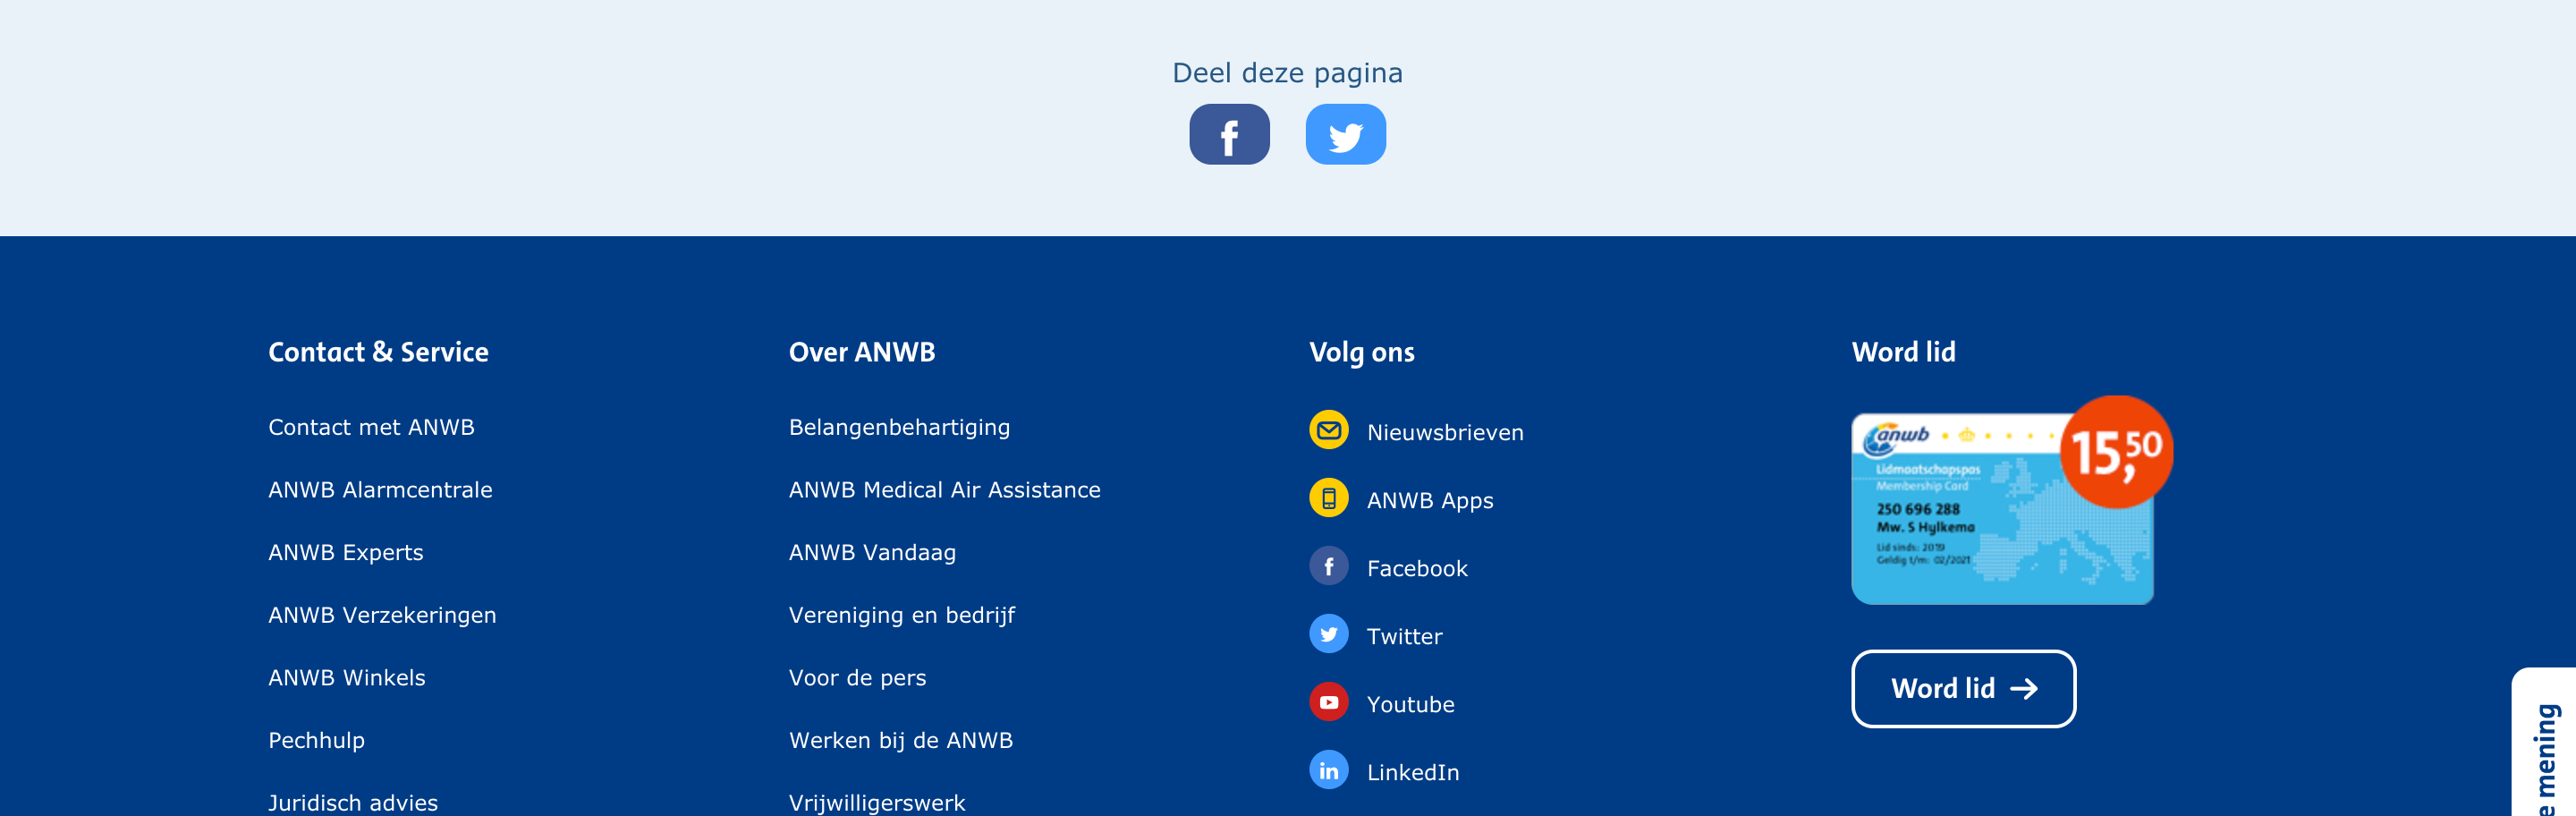 Deel deze pagina
Contact & Service
Contact met ANWB
ANWB Alarmcentrale
ANWB Experts
ANWB Verzekeringen
ANWB Winkels
Pechhulp
Juridisch advies
Over ANWB
Belangenbehartiging
ANWB Medical Air Assistance
ANWB Vandaag
Vereniging en bedrijf
Voor de pers
Werken bij de ANWB
Vrijwilligerswerk
Volg ons
Nieuwsbrieven
ANWB Apps
Facebook
Twitter
Youtube
LinkedIn
Word lid
anwb
15,50
Lidmaatschapspas
Membership Card
250 696 288
Mw. S Hylkema
Lid sinds: 2019
Geldig t/m: 02/2021
Word lid →
e mening